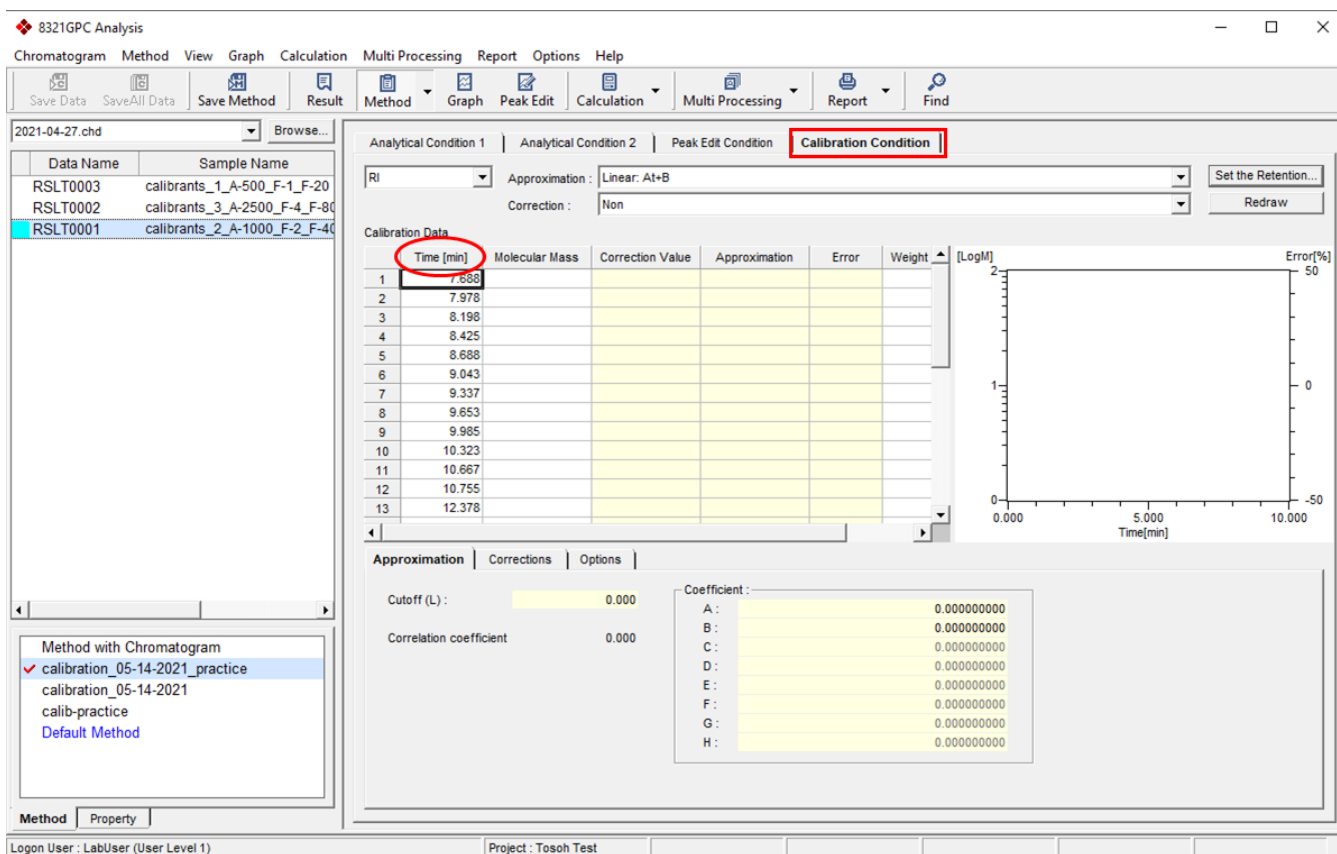 8321GPC Analysis
Chromatogram Method View Graph Calculation Multi Processing Report Options Help
Save Data SaveAll Data Save Method Result Method Graph Peak Edit Calculation Multi Processing Report Find
2021-04-27.chd Browse...
Data Name Sample Name
RSLT0003 calibrants_1_A-500_F-1_F-20
RSLT0002 calibrants_3_A-2500_F-4_F-80
RSLT0001 calibrants_2_A-1000_F-2_F-40
Analytical Condition 1 Analytical Condition 2 Peak Edit Condition Calibration Condition
RI Approximation : Linear: At+B Set the Retention...
Correction : Non Redraw
Calibration Data
Time [min] Molecular Mass Correction Value Approximation Error Weight
1 7.688
2 7.978
3 8.198
4 8.425
5 8.688
6 9.043
7 9.337
8 9.653
9 9.985
10 10.323
11 10.667
12 10.755
13 12.378
[LogM] Error[%]
2 50
1 0
0 -50
0.000 5.000 10.000
Time[min]
Approximation Corrections Options
Cutoff (L) : 0.000
Correlation coefficient 0.000
Coefficient :
A : 0.000000000
B : 0.000000000
C : 0.000000000
D : 0.000000000
E : 0.000000000
F : 0.000000000
G : 0.000000000
H : 0.000000000
Method with Chromatogram
calibration_05-14-2021_practice
calibration_05-14-2021
calib-practice
Default Method
Method Property
Logon User : LabUser (User Level 1) Project : Tosoh Test